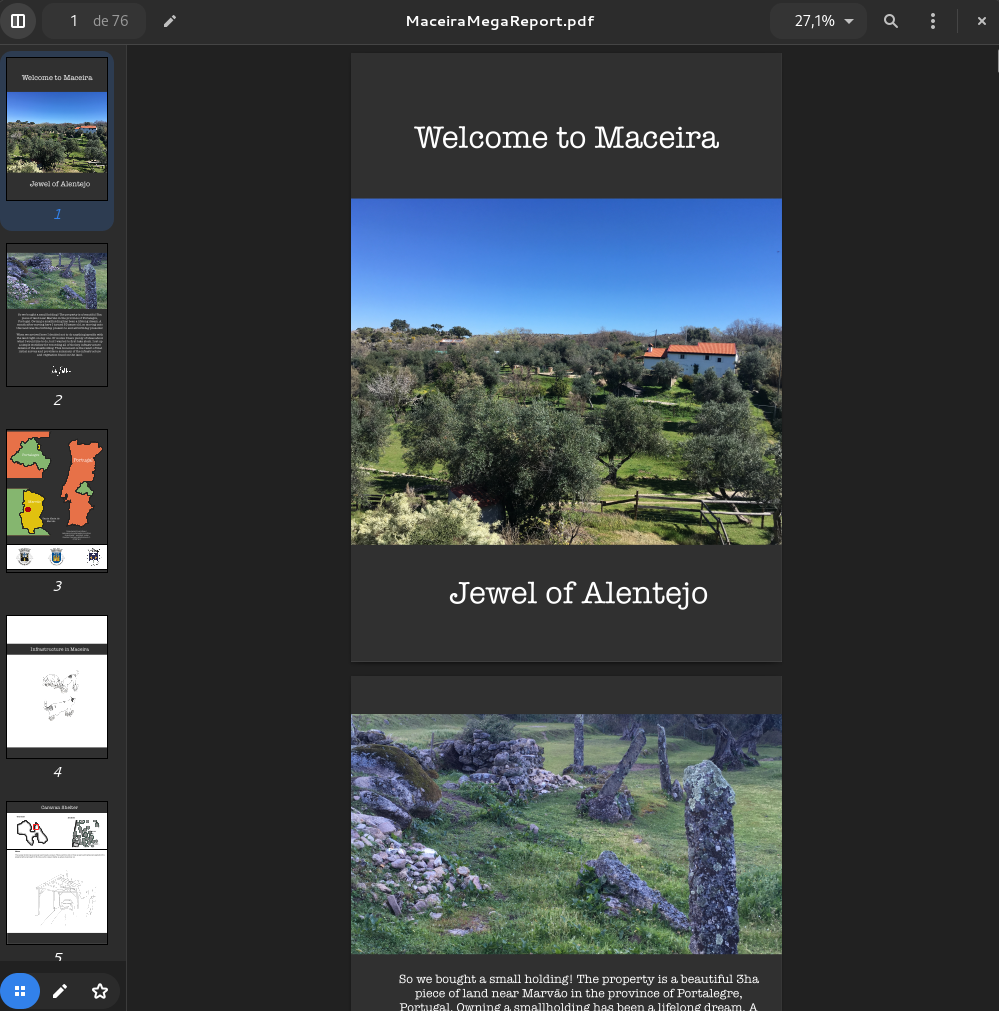 1 de 76
MaceiraMegaReport.pdf
27,1%
Welcome to Maceira
Jewel of Alentejo
1
2
Portugal
3
Infrastructure in Maceira
4
Caravan Shelter
5
Welcome to Maceira
Jewel of Alentejo
So we bought a small holding! The property is a beautiful 3ha
piece of land near Marvão in the province of Portalegre,
Portugal. Owning a smallholding has been a lifelong dream. A